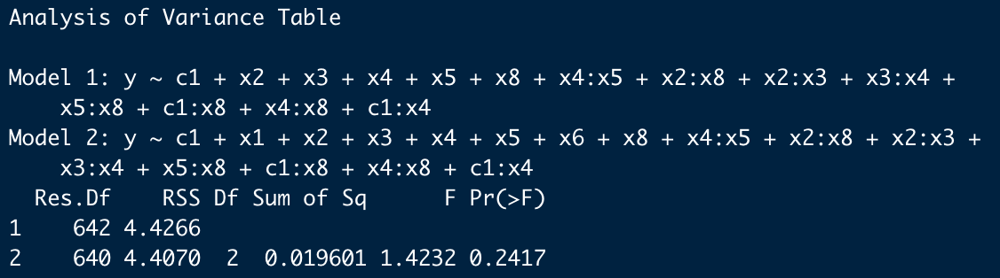 Analysis of Variance Table

Model 1: y ~ c1 + x2 + x3 + x4 + x5 + x8 + x4:x5 + x2:x8 + x2:x3 + x3:x4 +
    x5:x8 + c1:x8 + x4:x8 + c1:x4
Model 2: y ~ c1 + x1 + x2 + x3 + x4 + x5 + x6 + x8 + x4:x5 + x2:x8 + x2:x3 +
    x3:x4 + x5:x8 + c1:x8 + x4:x8 + c1:x4
  Res.Df    RSS Df Sum of Sq      F Pr(>F)
1    642 4.4266
2    640 4.4070  2  0.019601 1.4232 0.2417